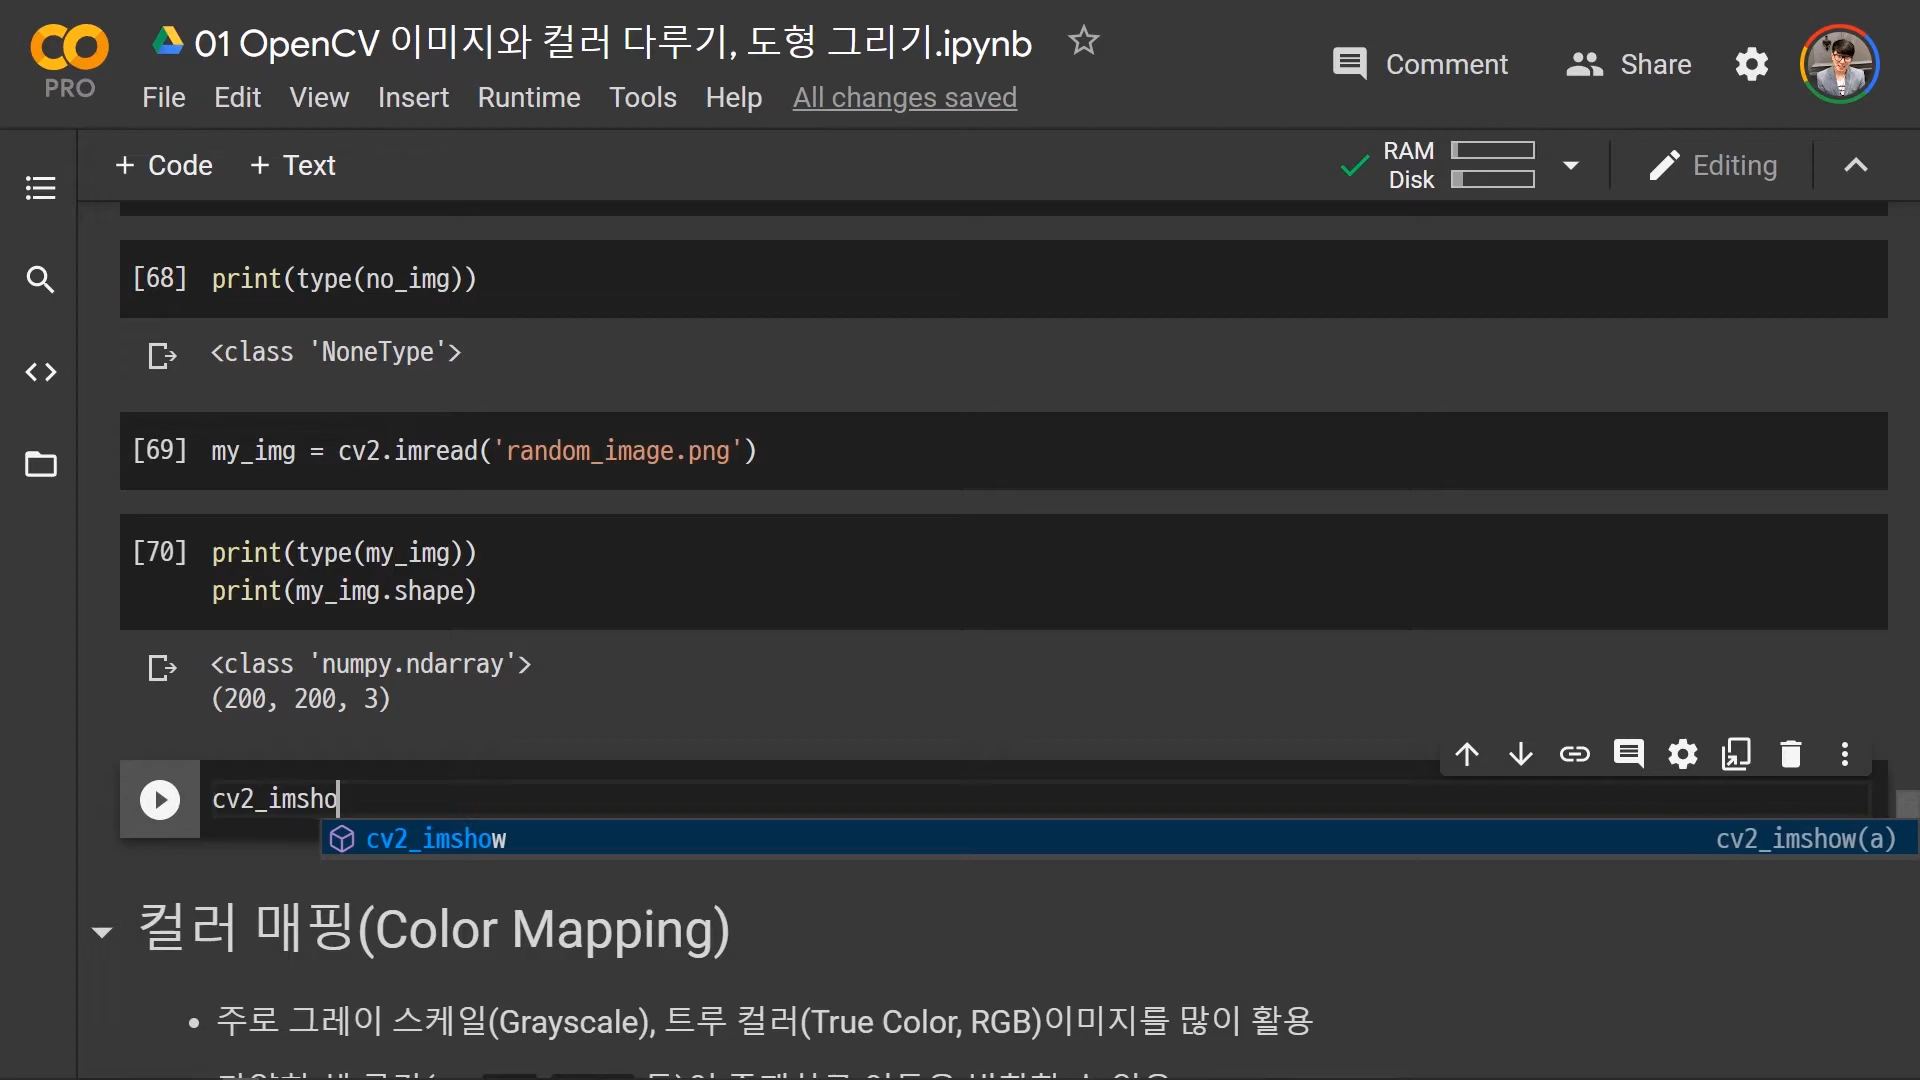 PRO
01 OpenCV 이미지와 컬러 다루기, 도형 그리기.ipynb
Comment
Share
File Edit View Insert Runtime Tools Help All changes saved
+ Code + Text
RAM
Disk
Editing
[68] print(type(no_img))
<class 'NoneType'>
[69] my_img = cv2.imread('random_image.png')
[70] print(type(my_img))
print(my_img.shape)
<class 'numpy.ndarray'>
(200, 200, 3)
cv2_imsho
cv2_imshow cv2_imshow(a)
컬러 매핑(Color Mapping)
• 주로 그레이 스케일(Grayscale), 트루 컬러(True Color, RGB)이미지를 많이 활용